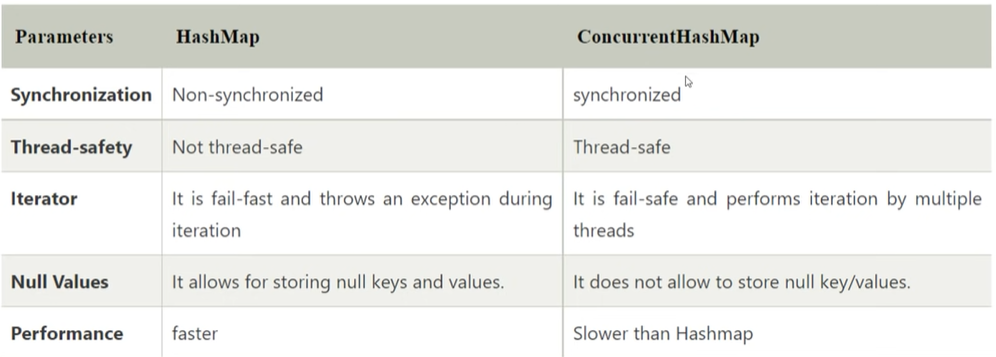 Parameters HashMap ConcurrentHashMap
Synchronization Non-synchronized synchronized
Thread-safety Not thread-safe Thread-safe
Iterator It is fail-fast and throws an exception during It is fail-safe and performs iteration by multiple
iteration threads
Null Values It allows for storing null keys and values. It does not allow to store null key/values.
Performance faster Slower than Hashmap